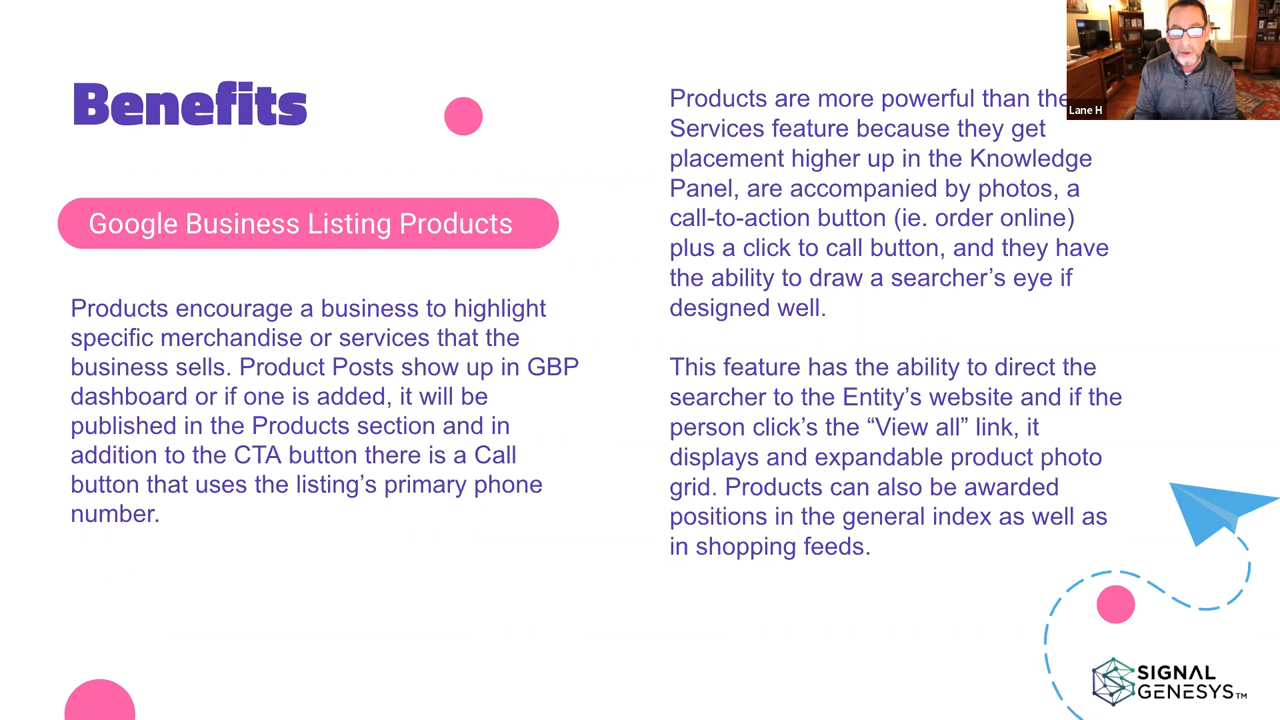 Benefits
Google Business Listing Products
Products encourage a business to highlight
specific merchandise or services that the
business sells. Product Posts show up in GBP
dashboard or if one is added, it will be
published in the Products section and in
addition to the CTA button there is a Call
button that uses the listing’s primary phone
number.
Products are more powerful than the
Services feature because they get
placement higher up in the Knowledge
Panel, are accompanied by photos, a
call-to-action button (ie. order online)
plus a click to call button, and they have
the ability to draw a searcher’s eye if
designed well.
This feature has the ability to direct the
searcher to the Entity’s website and if the
person click’s the “View all” link, it
displays and expandable product photo
grid. Products can also be awarded
positions in the general index as well as
in shopping feeds.
Lane H
SIGNAL
GENESYS™